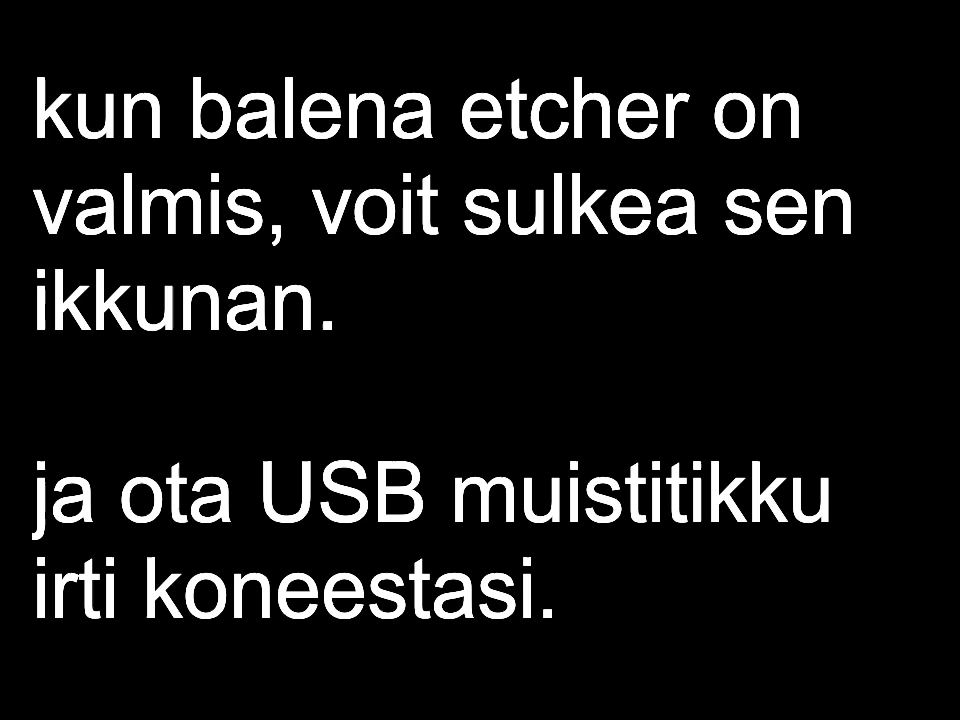 kun balena etcher on
valmis, voit sulkea sen
ikkunan.
ja ota USB muistitikku
irti koneestasi.